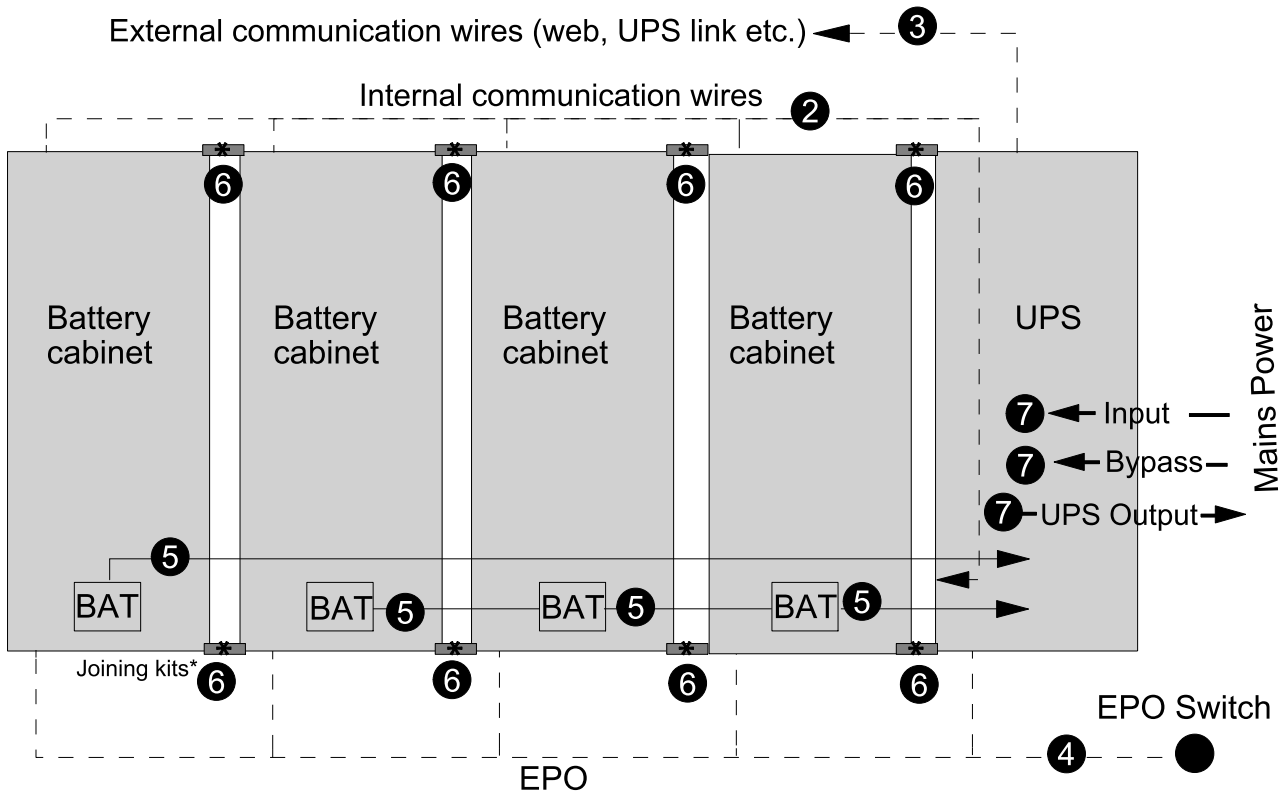 External communication wires (web, UPS link etc.)
3
Internal communication wires
2
*
*
*
*
6
6
6
6
Battery
cabinet
Battery
cabinet
Battery
cabinet
Battery
cabinet
UPS
Mains Power
7
Input
7
Bypass
7
UPS Output
5
BAT
BAT
5
BAT
5
BAT
5
*
*
*
*
Joining kits*
6
6
6
6
EPO Switch
4
EPO